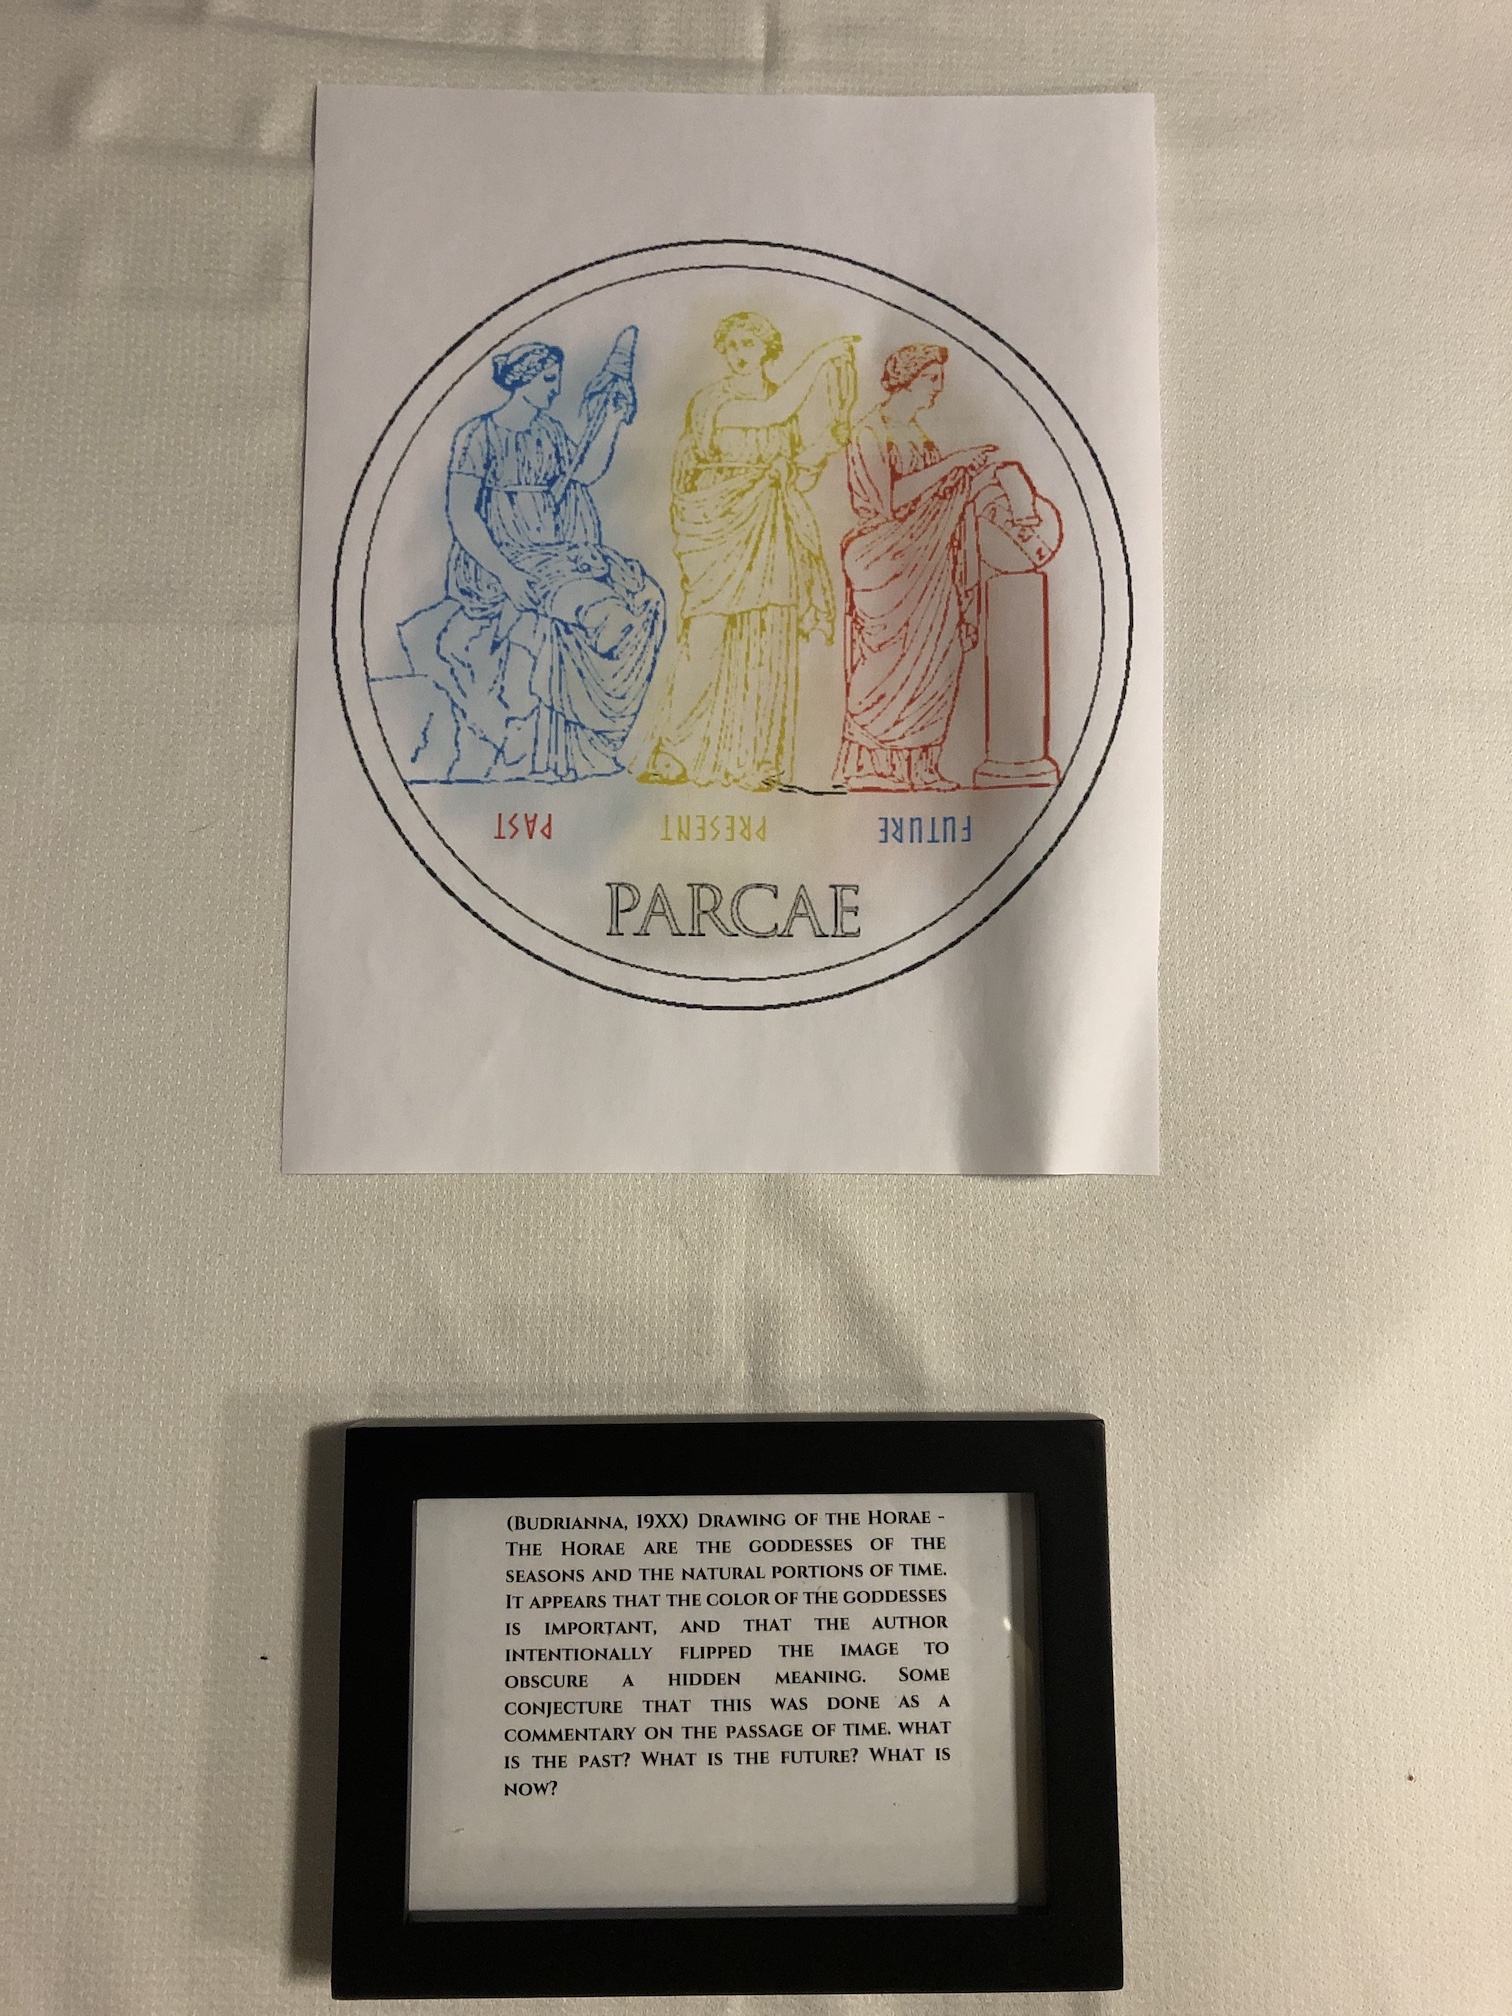 PAST PRESENT FUTURE
PARCAE
(Budrianna, 19XX) Drawing of the Horae -
The Horae are the goddesses of the
seasons and the natural portions of time.
It appears that the color of the goddesses
is important, and that the author
intentionally flipped the image to
obscure a hidden meaning. Some
conjecture that this was done as a
commentary on the passage of time. what
is the past? What is the future? What is
now?